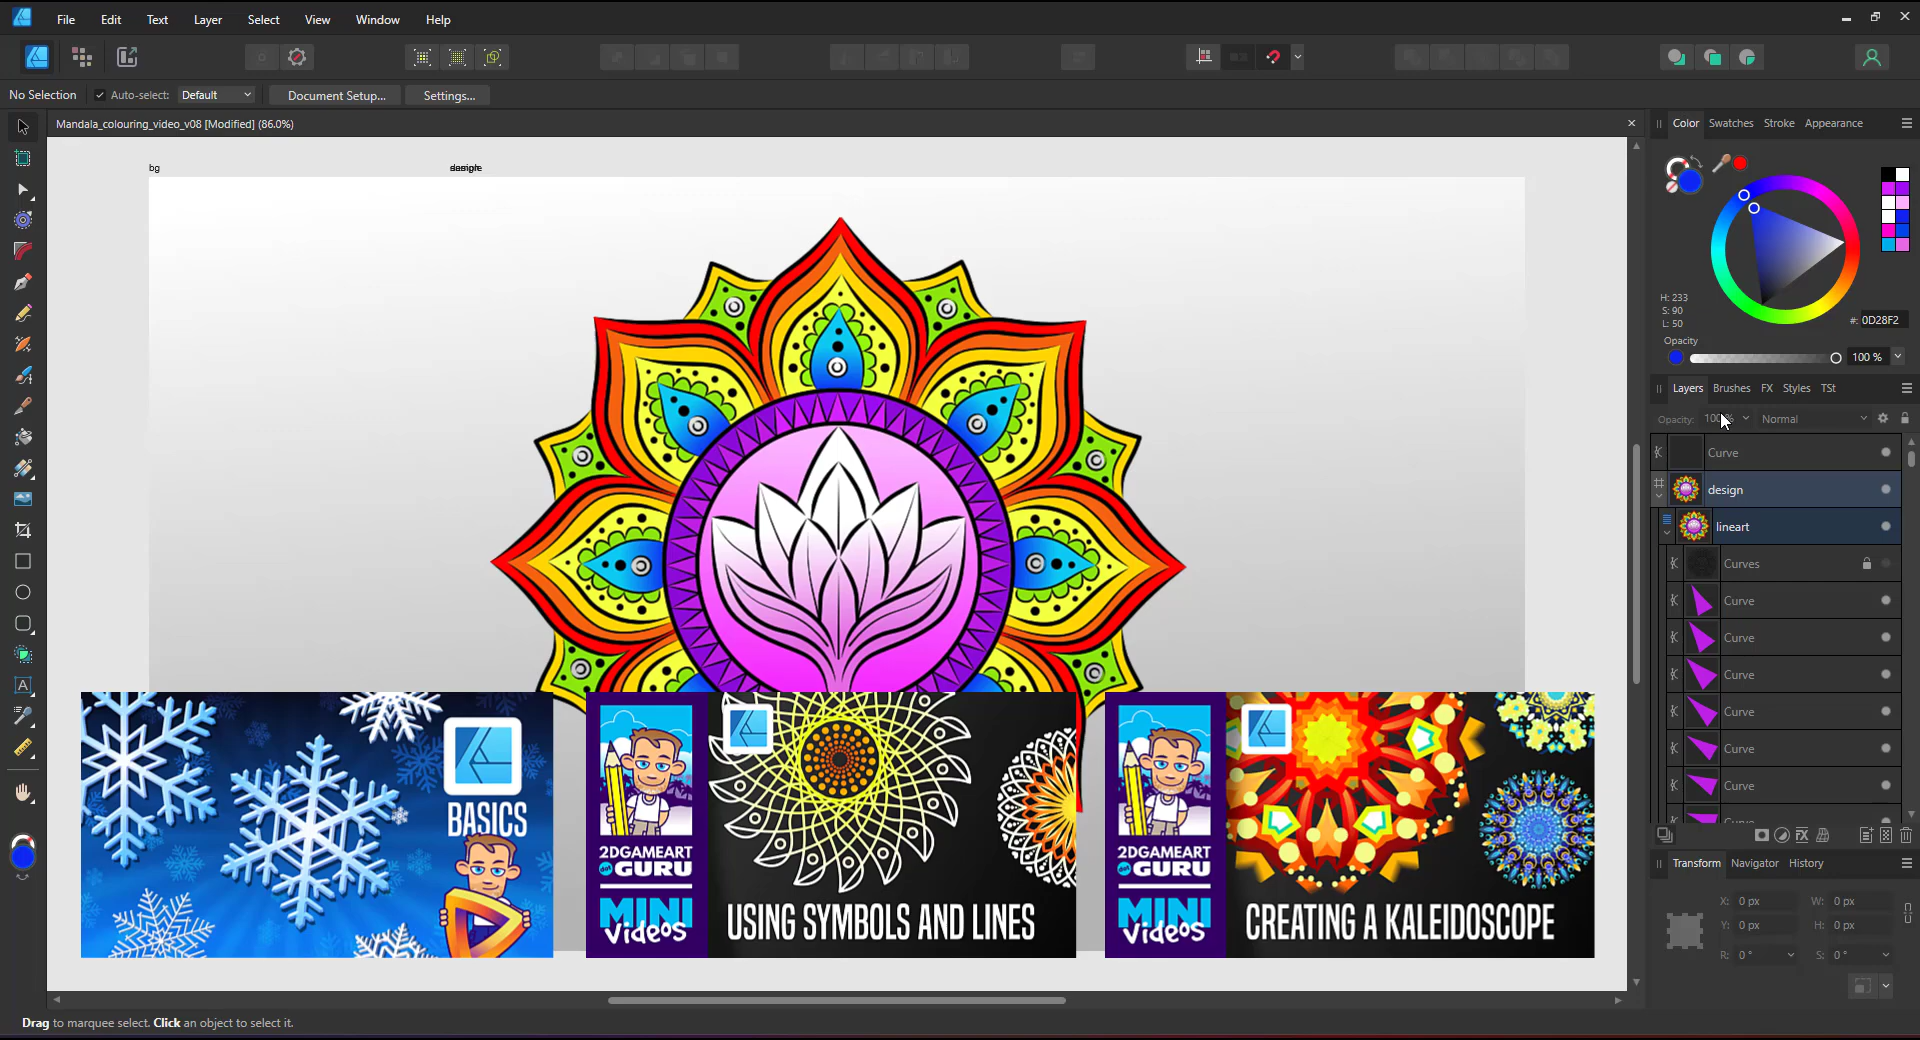 File Edit Text Layer Select View Window Help
No Selection Auto-select: Default Document Setup... Settings...
Mandala_colouring_video_v08 [Modified] (86.0%)
bg
Color Swatches Stroke Appearance
H: 233
S: 90
L: 50
#: 0D28F2
Opacity
100 %
Layers Brushes FX Styles TSt
Opacity: Normal
Curve
design
lineart
Curves
Curve
Curve
Curve
Curve
Curve
Curve
Curve
Transform Navigator History
X: 0 px W: 0 px
Y: 0 px H: 0 px
R: 0 ° S: 0 °
BASICS
2DGAMEART
GURU
MINI
Videos
USING SYMBOLS AND LINES
2DGAMEART
GURU
MINI
Videos
CREATING A KALEIDOSCOPE
Drag to marquee select. Click an object to select it.